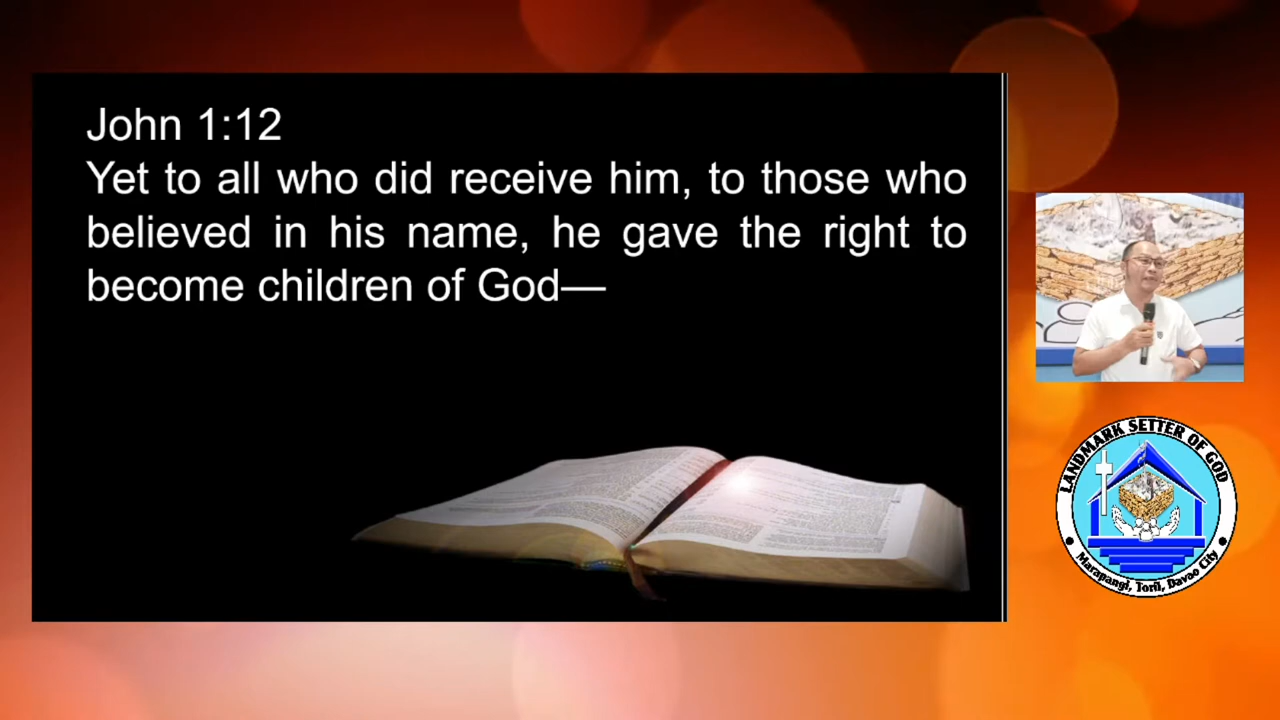 John 1:12
Yet to all who did receive him, to those who
believed in his name, he gave the right to
become children of God—
LANDMARK SETTER OF GOD
Marapangi, Toril, Davao City